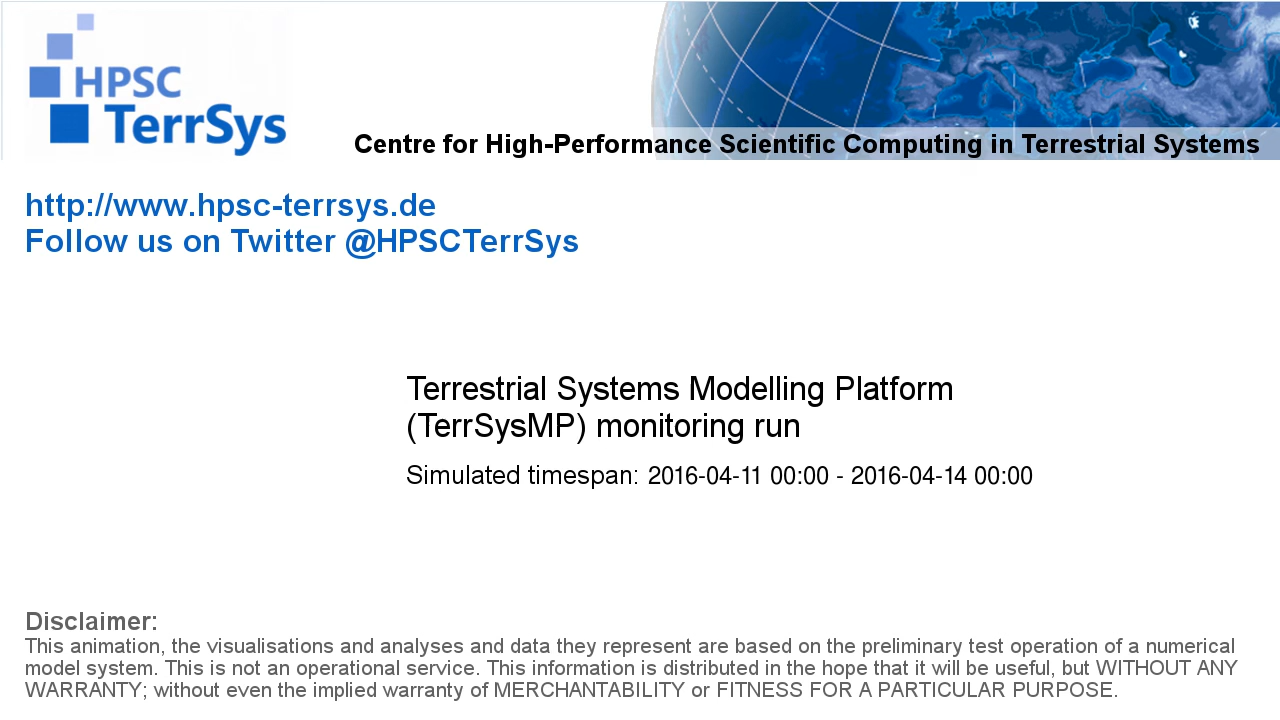 HPSC
TerrSys
Centre for High-Performance Scientific Computing in Terrestrial Systems
http://www.hpsc-terrsys.de
Follow us on Twitter @HPSCTerrSys
Terrestrial Systems Modelling Platform
(TerrSysMP) monitoring run
Simulated timespan: 2016-04-11 00:00 - 2016-04-14 00:00
Disclaimer:
This animation, the visualisations and analyses and data they represent are based on the preliminary test operation of a numerical
model system. This is not an operational service. This information is distributed in the hope that it will be useful, but WITHOUT ANY
WARRANTY; without even the implied warranty of MERCHANTABILITY or FITNESS FOR A PARTICULAR PURPOSE.